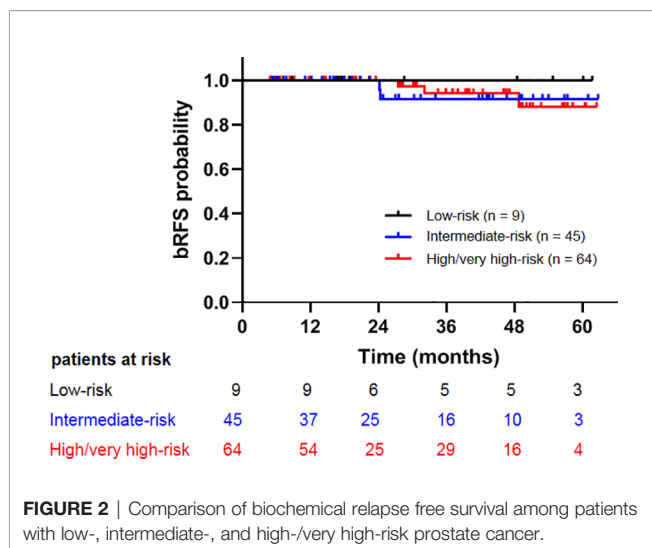 1.0
0.8
0.6
0.4
0.2
0.0
bRFS probability
Low-risk (n = 9)
Intermediate-risk (n = 45)
High/very high-risk (n = 64)
0 12 24 36 48 60
patients at risk Time (months)
Low-risk 9 9 6 5 5 3
Intermediate-risk 45 37 25 16 10 3
High/very high-risk 64 54 25 29 16 4
FIGURE 2 | Comparison of biochemical relapse free survival among patients
with low-, intermediate-, and high-/very high-risk prostate cancer.